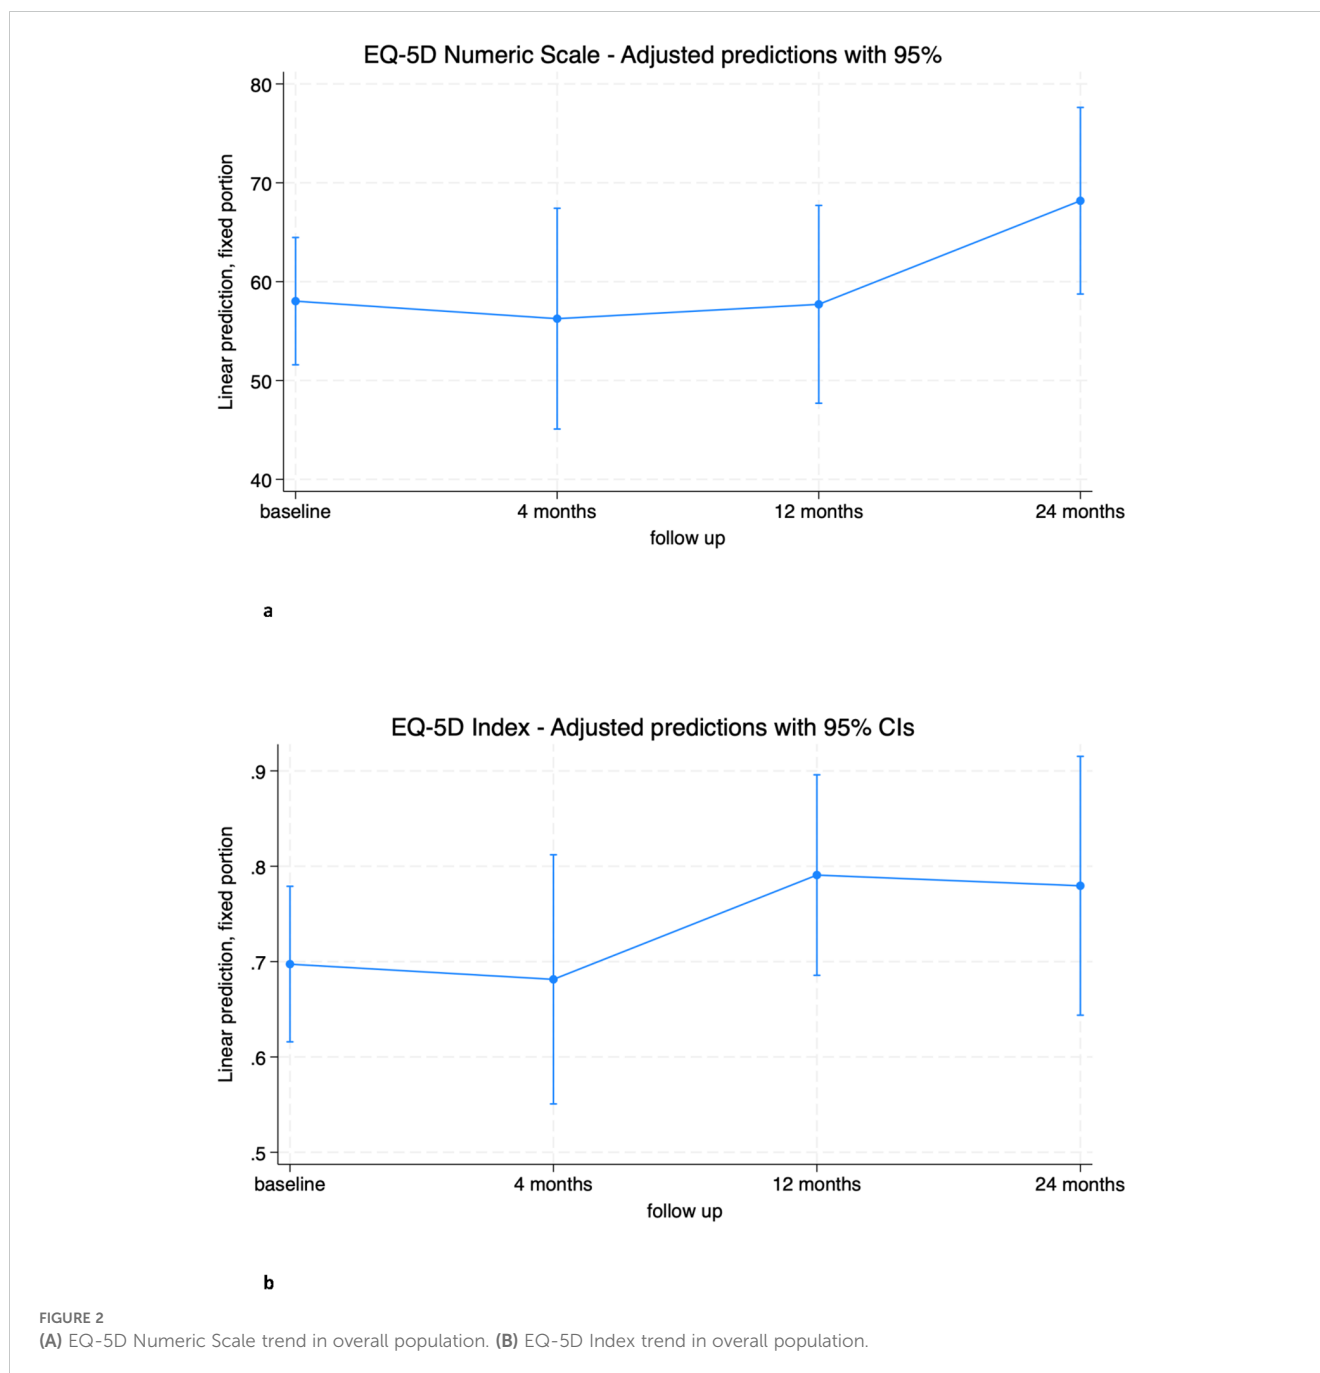 EQ-5D Numeric Scale - Adjusted predictions with 95%
80
70
60
50
40
Linear prediction, fixed portion
baseline 4 months 12 months 24 months
follow up
a
EQ-5D Index - Adjusted predictions with 95% CIs
.9
.8
.7
.6
.5
Linear prediction, fixed portion
baseline 4 months 12 months 24 months
follow up
b
FIGURE 2
(A) EQ-5D Numeric Scale trend in overall population. (B) EQ-5D Index trend in overall population.